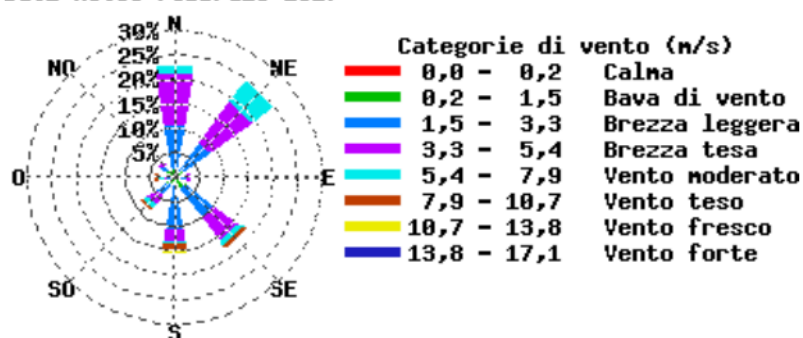 N
30%
25%
20%
15%
10%
5%
NO
NE
O
E
SO
SE
S
Categorie di vento (m/s)
0,0 - 0,2 Calma
0,2 - 1,5 Bava di vento
1,5 - 3,3 Brezza leggera
3,3 - 5,4 Brezza tesa
5,4 - 7,9 Vento moderato
7,9 - 10,7 Vento teso
10,7 - 13,8 Vento fresco
13,8 - 17,1 Vento forte